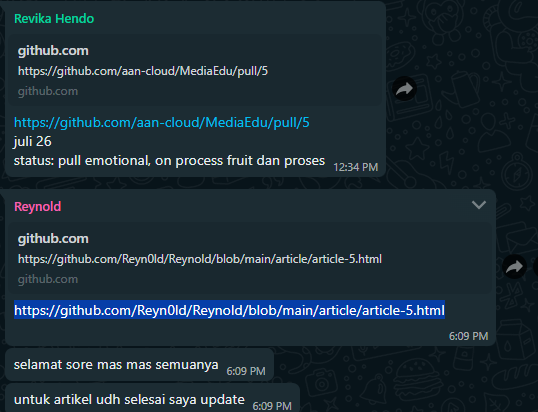 Revika Hendo
github.com
https://github.com/aan-cloud/MediaEdu/pull/5
github.com
https://github.com/aan-cloud/MediaEdu/pull/5
juli 26
status: pull emotional, on process fruit dan proses
12:34 PM
Reynold
github.com
https://github.com/Reyn0ld/Reynold/blob/main/article/article-5.html
github.com
https://github.com/Reyn0ld/Reynold/blob/main/article/article-5.html
6:09 PM
selamat sore mas mas semuanya 6:09 PM
untuk artikel udh selesai saya update 6:09 PM